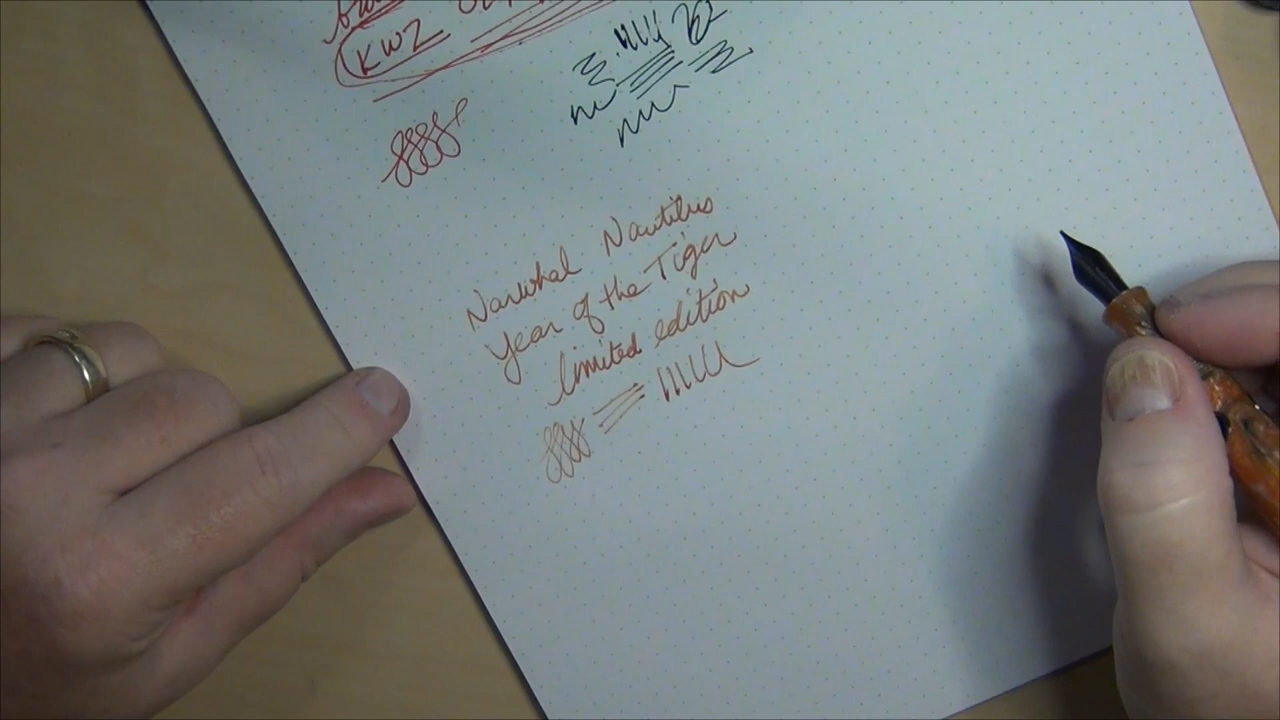 KWZ
Narwhal Nautilus
Year of the Tiger
limited edition